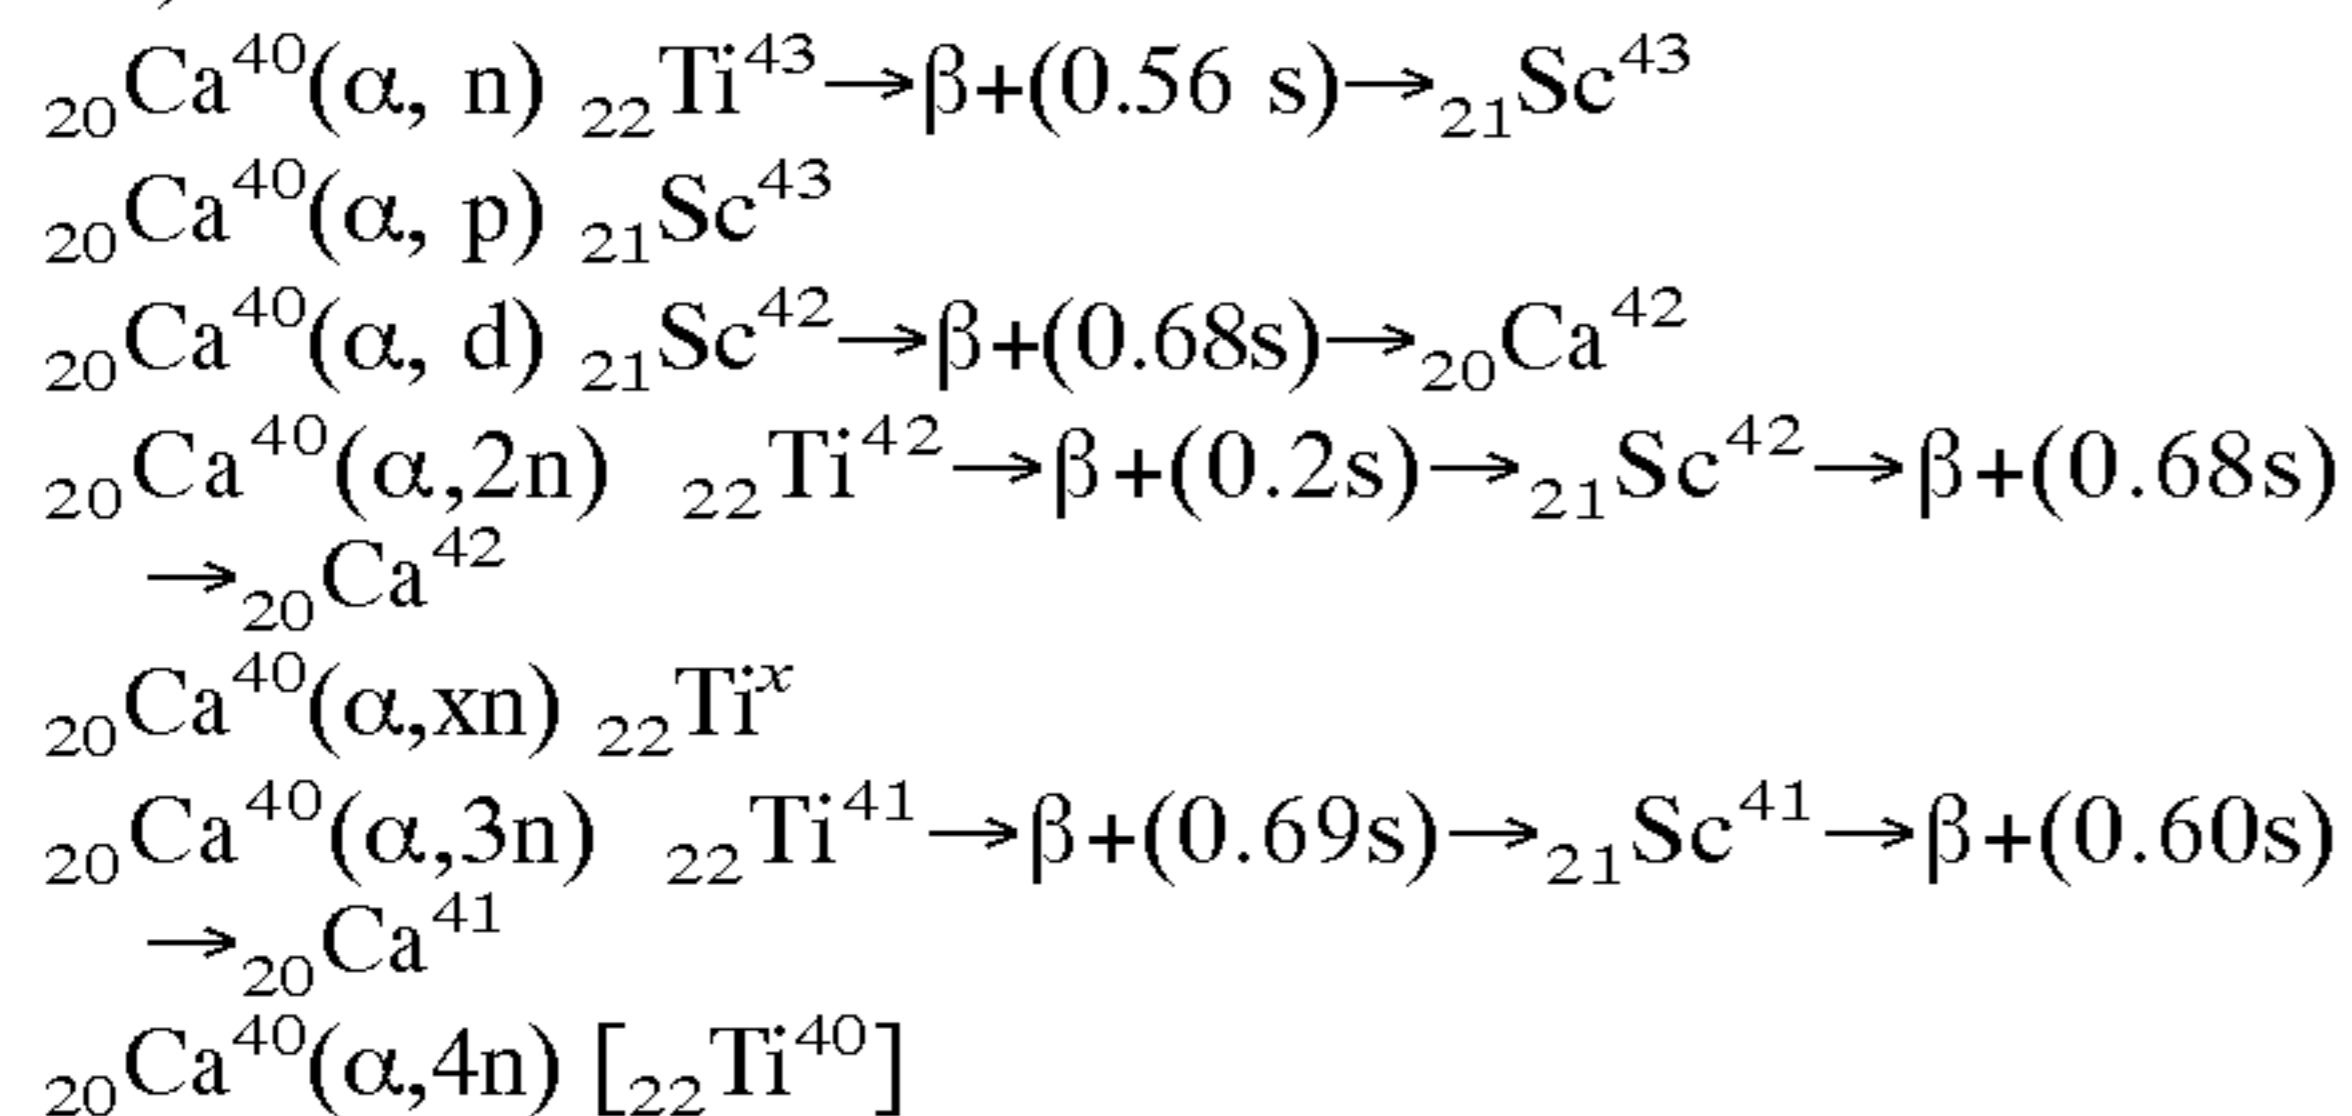 ₂₀Ca⁴⁰(α, n) ₂₂Ti⁴³→β+(0.56 s)→₂₁Sc⁴³
₂₀Ca⁴⁰(α, p) ₂₁Sc⁴³
₂₀Ca⁴⁰(α, d) ₂₁Sc⁴²→β+(0.68s)→₂₀Ca⁴²
₂₀Ca⁴⁰(α,2n) ₂₂Ti⁴²→β+(0.2s)→₂₁Sc⁴²→β+(0.68s)
→₂₀Ca⁴²
₂₀Ca⁴⁰(α,xn) ₂₂Tiˣ
₂₀Ca⁴⁰(α,3n) ₂₂Ti⁴¹→β+(0.69s)→₂₁Sc⁴¹→β+(0.60s)
→₂₀Ca⁴¹
₂₀Ca⁴⁰(α,4n) [₂₂Ti⁴⁰]